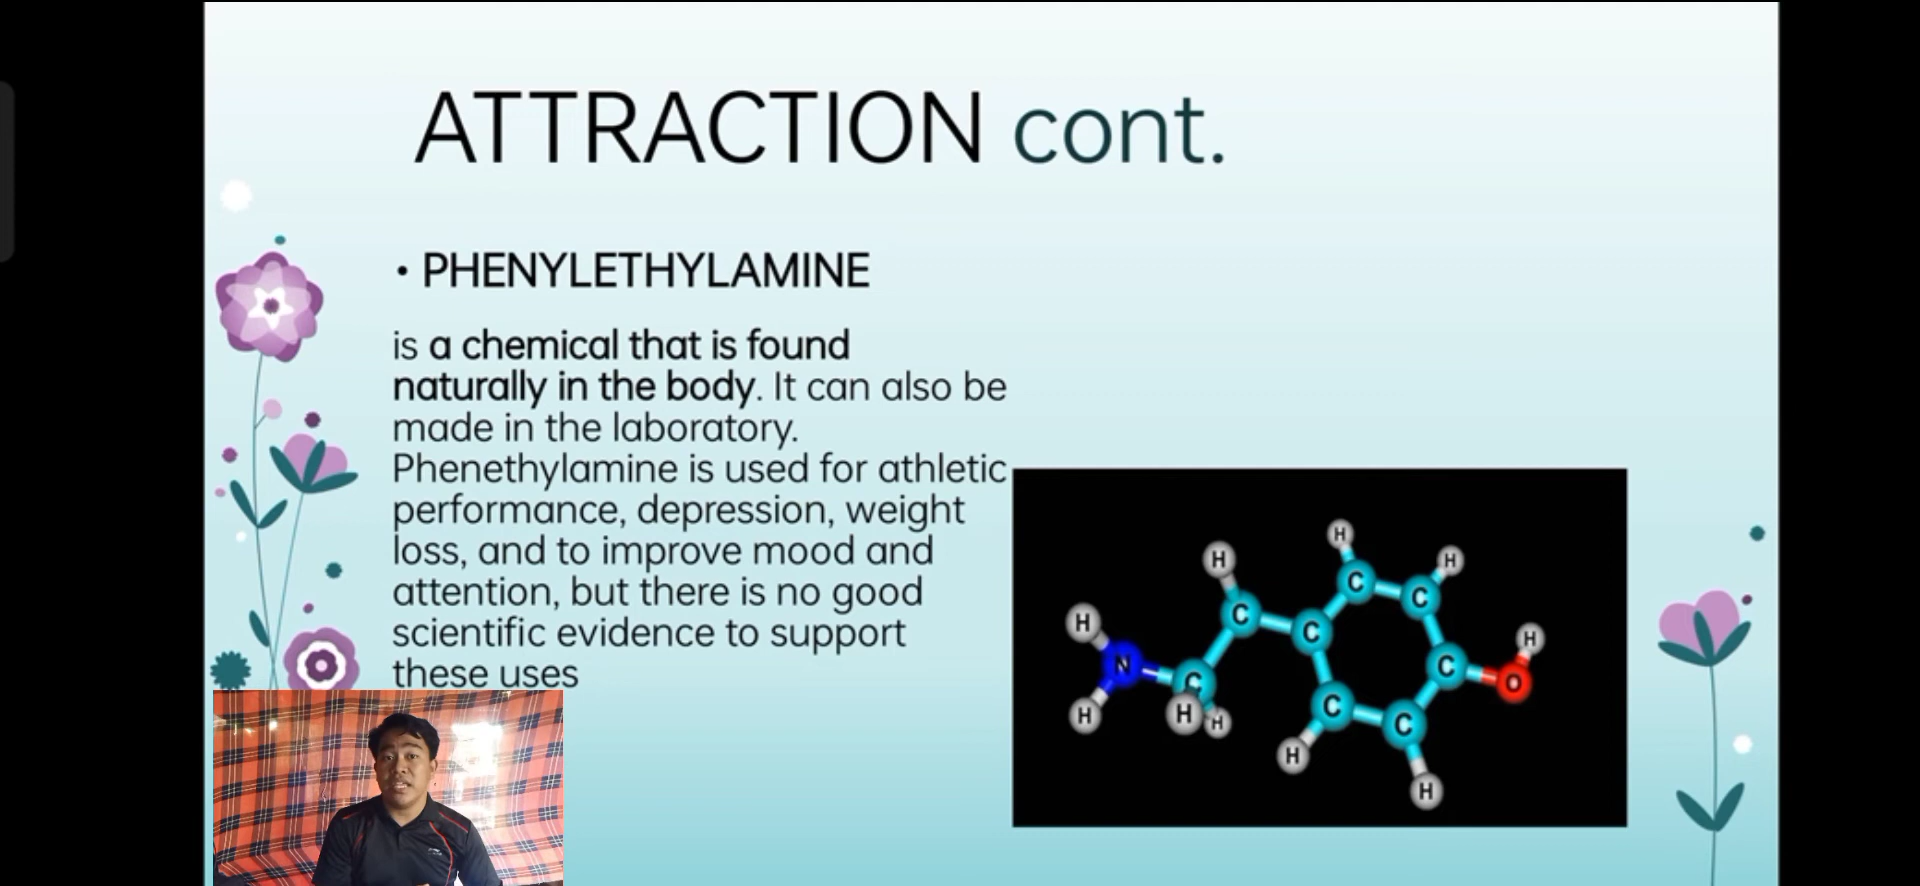 ATTRACTION cont.
• PHENYLETHYLAMINE
is a chemical that is found
naturally in the body. It can also be
made in the laboratory.
Phenethylamine is used for athletic
performance, depression, weight
loss, and to improve mood and
attention, but there is no good
scientific evidence to support
these uses
H
H
H
H
C
C
C
H
C
H
N
C
C
O
H
H
C
C
H
H
H